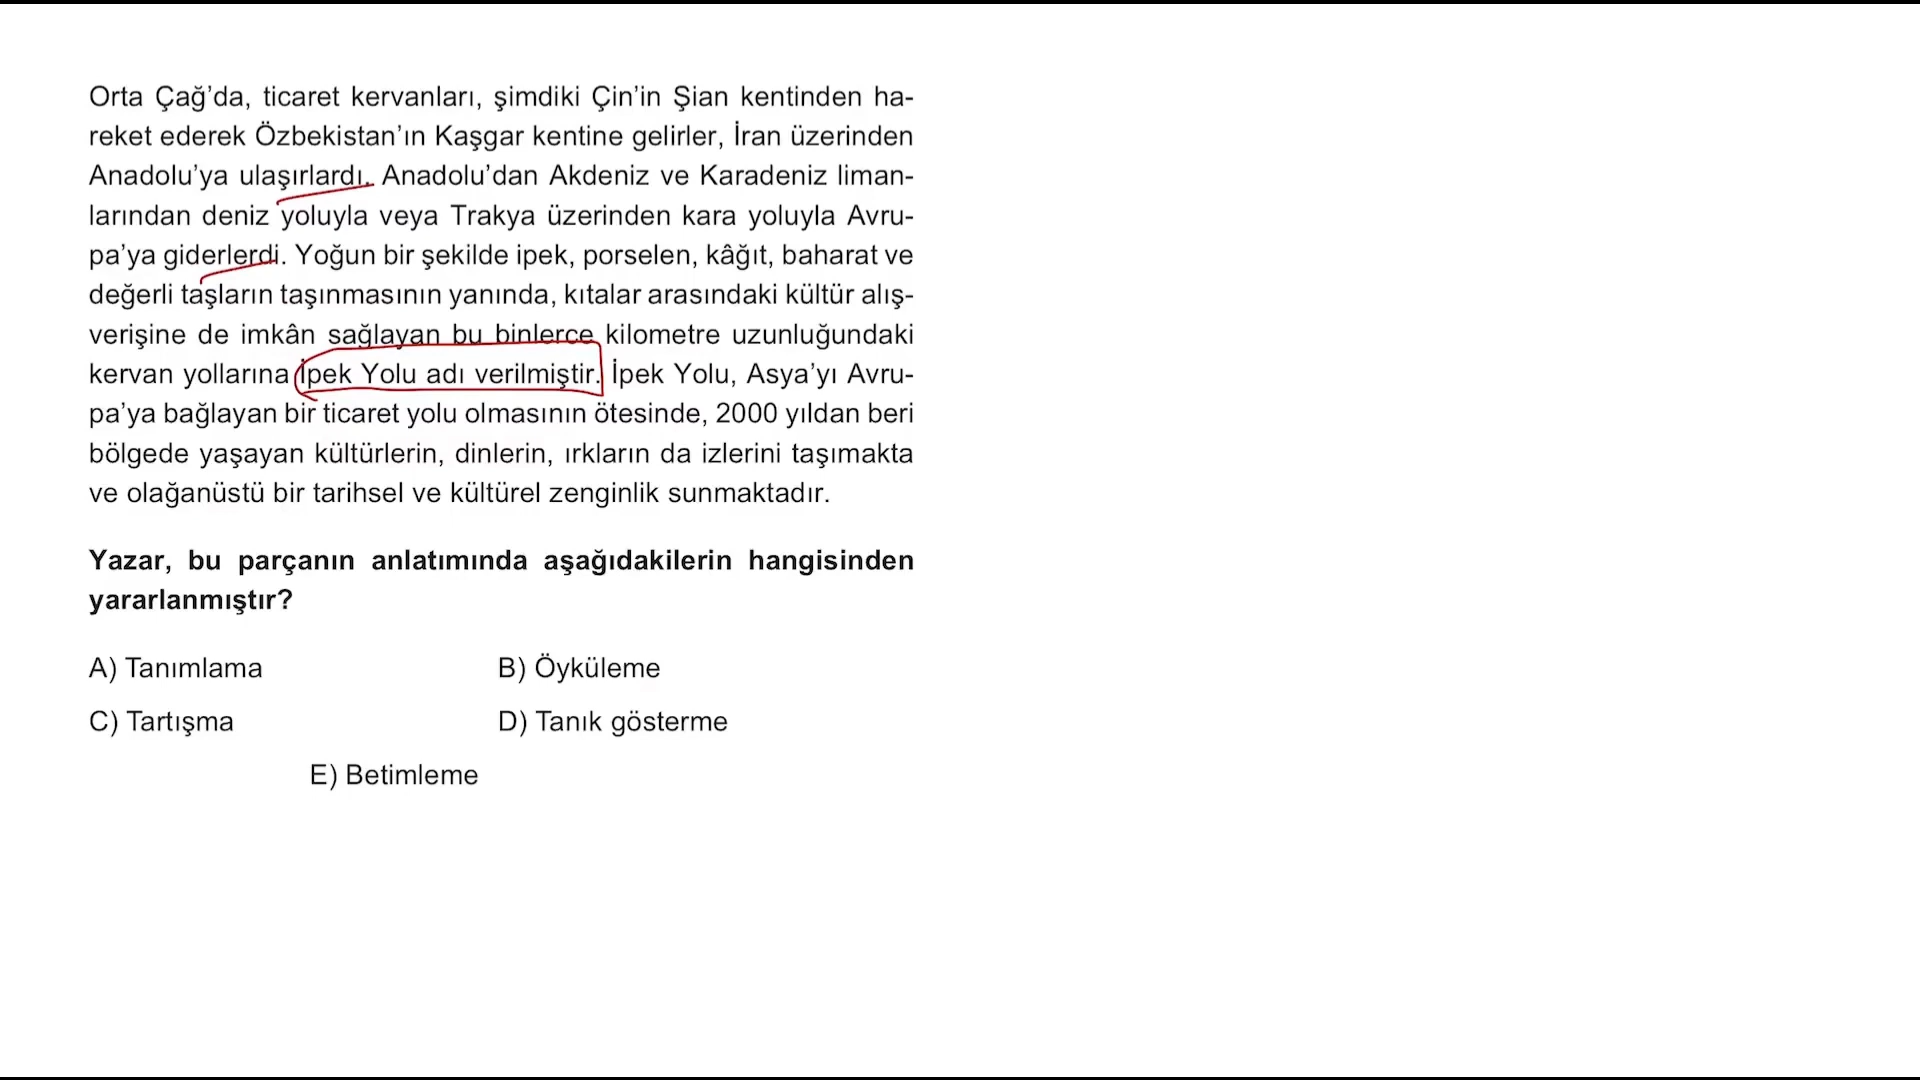 Orta Çağ’da, ticaret kervanları, şimdiki Çin’in Şian kentinden ha-
reket ederek Özbekistan’ın Kaşgar kentine gelirler, İran üzerinden
Anadolu’ya ulaşırlardı. Anadolu’dan Akdeniz ve Karadeniz liman-
larından deniz yoluyla veya Trakya üzerinden kara yoluyla Avru-
pa’ya giderlerdi. Yoğun bir şekilde ipek, porselen, kâğıt, baharat ve
değerli taşların taşınmasının yanında, kıtalar arasındaki kültür alış-
verişine de imkân sağlayan bu binlerce kilometre uzunluğundaki
kervan yollarına İpek Yolu adı verilmiştir. İpek Yolu, Asya’yı Avru-
pa’ya bağlayan bir ticaret yolu olmasının ötesinde, 2000 yıldan beri
bölgede yaşayan kültürlerin, dinlerin, ırkların da izlerini taşımakta
ve olağanüstü bir tarihsel ve kültürel zenginlik sunmaktadır.
Yazar, bu parçanın anlatımında aşağıdakilerin hangisinden
yararlanmıştır?
A) Tanımlama B) Öyküleme
C) Tartışma D) Tanık gösterme
E) Betimleme